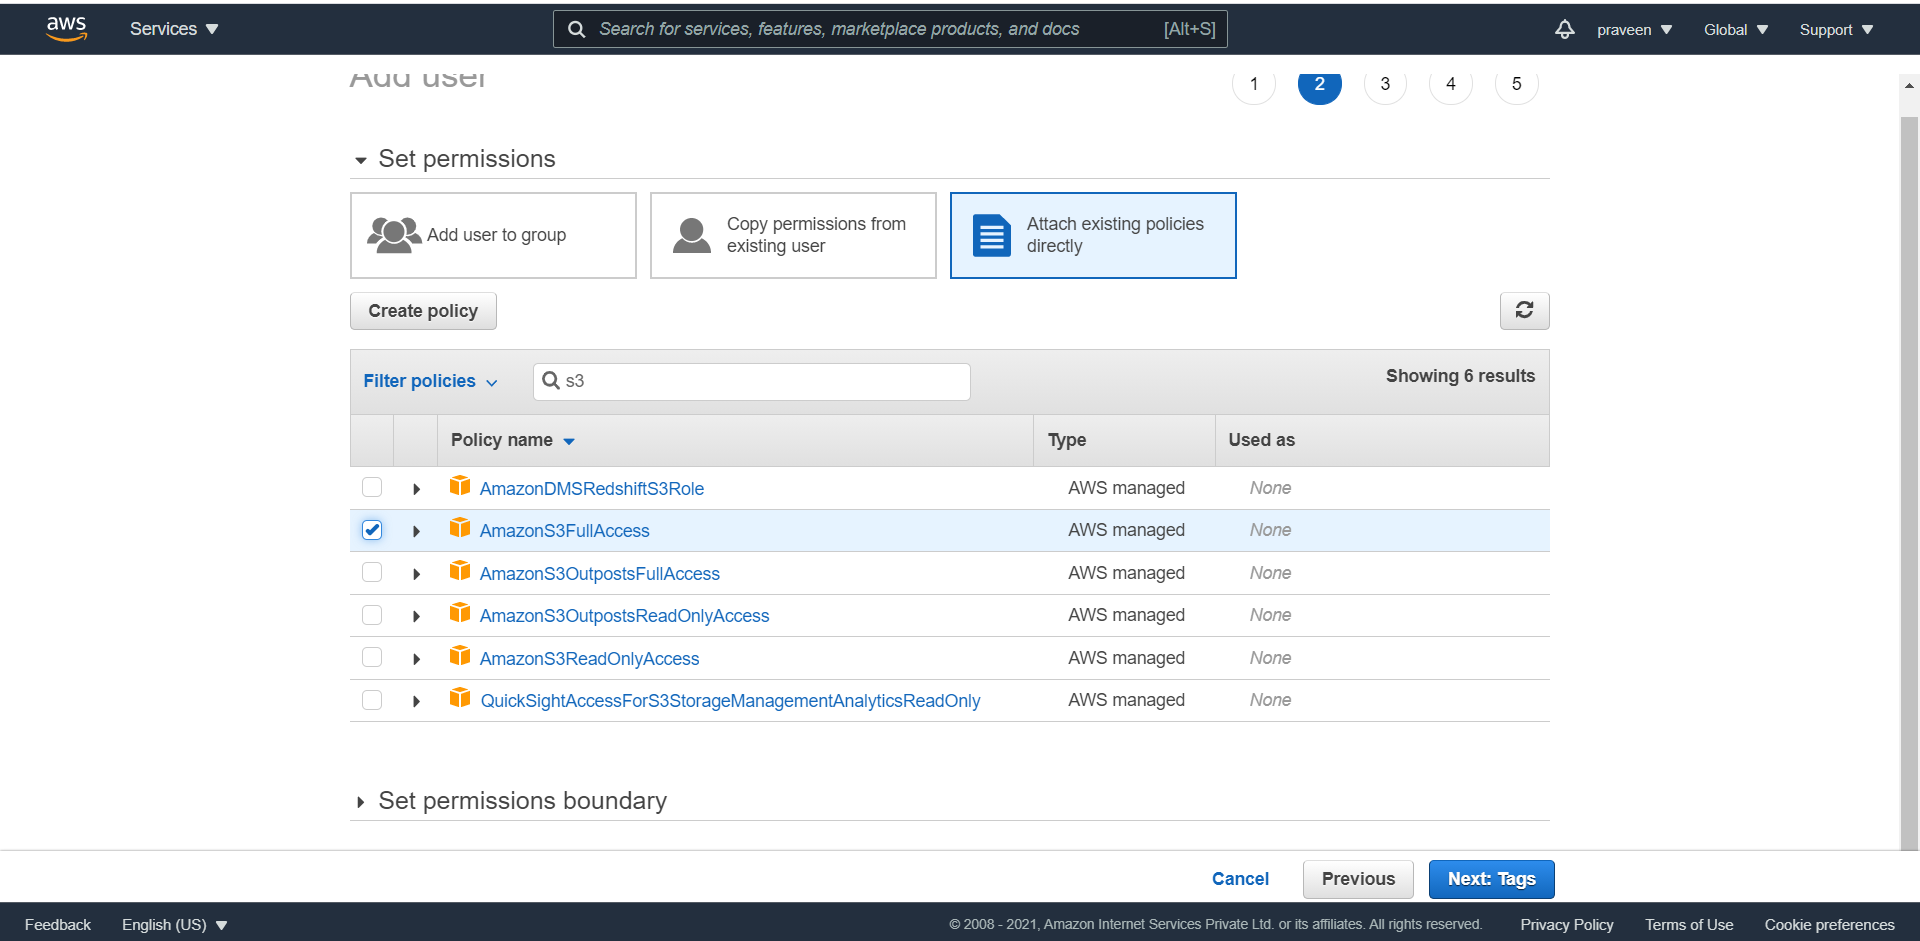 aws Services Search for services, features, marketplace products, and docs [Alt+S] praveen Global Support
Add user 1 2 3 4 5
Set permissions
Add user to group
Copy permissions from
existing user
Attach existing policies
directly
Create policy
Filter policies s3 Showing 6 results
Policy name Type Used as
AmazonDMSRedshiftS3Role AWS managed None
AmazonS3FullAccess AWS managed None
AmazonS3OutpostsFullAccess AWS managed None
AmazonS3OutpostsReadOnlyAccess AWS managed None
AmazonS3ReadOnlyAccess AWS managed None
QuickSightAccessForS3StorageManagementAnalyticsReadOnly AWS managed None
Set permissions boundary
Cancel Previous Next: Tags
Feedback English (US) © 2008 - 2021, Amazon Internet Services Private Ltd. or its affiliates. All rights reserved. Privacy Policy Terms of Use Cookie preferences